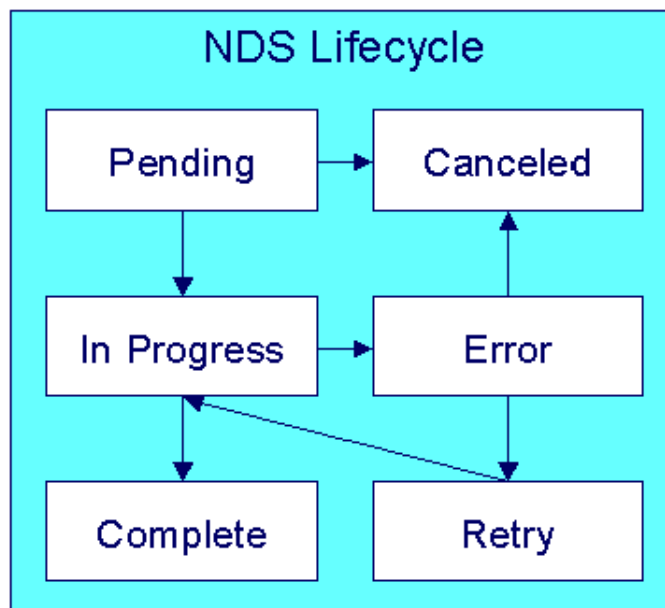 NDS Lifecycle
Pending
Canceled
In Progress
Error
Complete
Retry